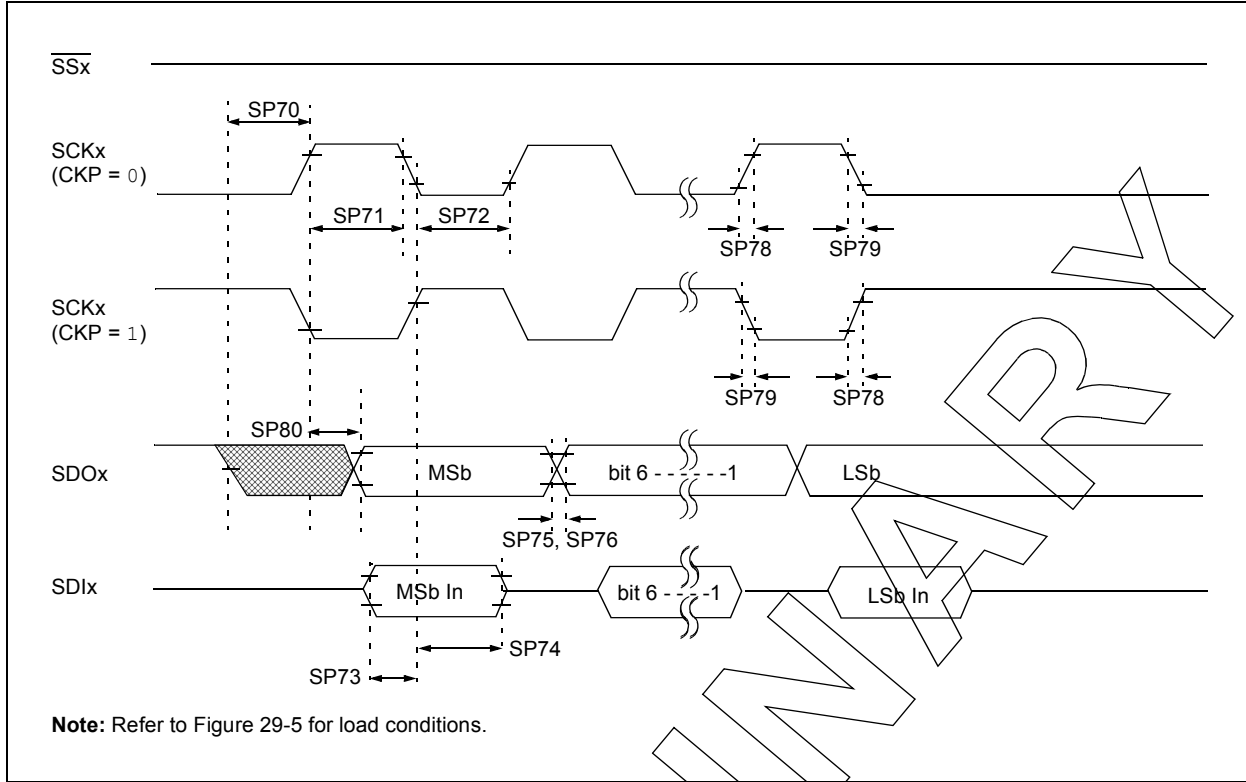 SSx
SP70
SCKx
(CKP = 0)
SP71
SP72
SP78
SP79
SCKx
(CKP = 1)
SP79
SP78
SP80
SDOx
MSb
bit 6 - - - - - -1
LSb
SP75, SP76
SDIx
MSb In
bit 6 - - - - -1
LSb In
SP74
SP73
Note: Refer to Figure 29-5 for load conditions.
INARY